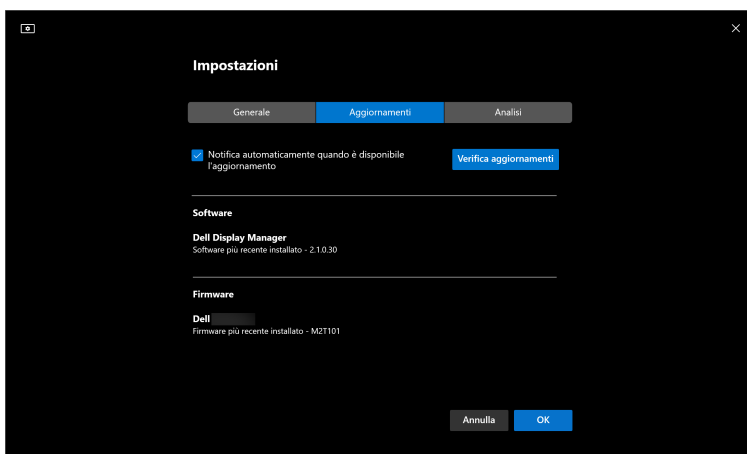 Impostazioni
Generale
Aggiornamenti
Analisi
Notifica automaticamente quando è disponibile
l'aggiornamento
Verifica aggiornamenti
Software
Dell Display Manager
Software più recente installato - 2.1.0.30
Firmware
Dell
Firmware più recente installato - M2T101
Annulla
OK